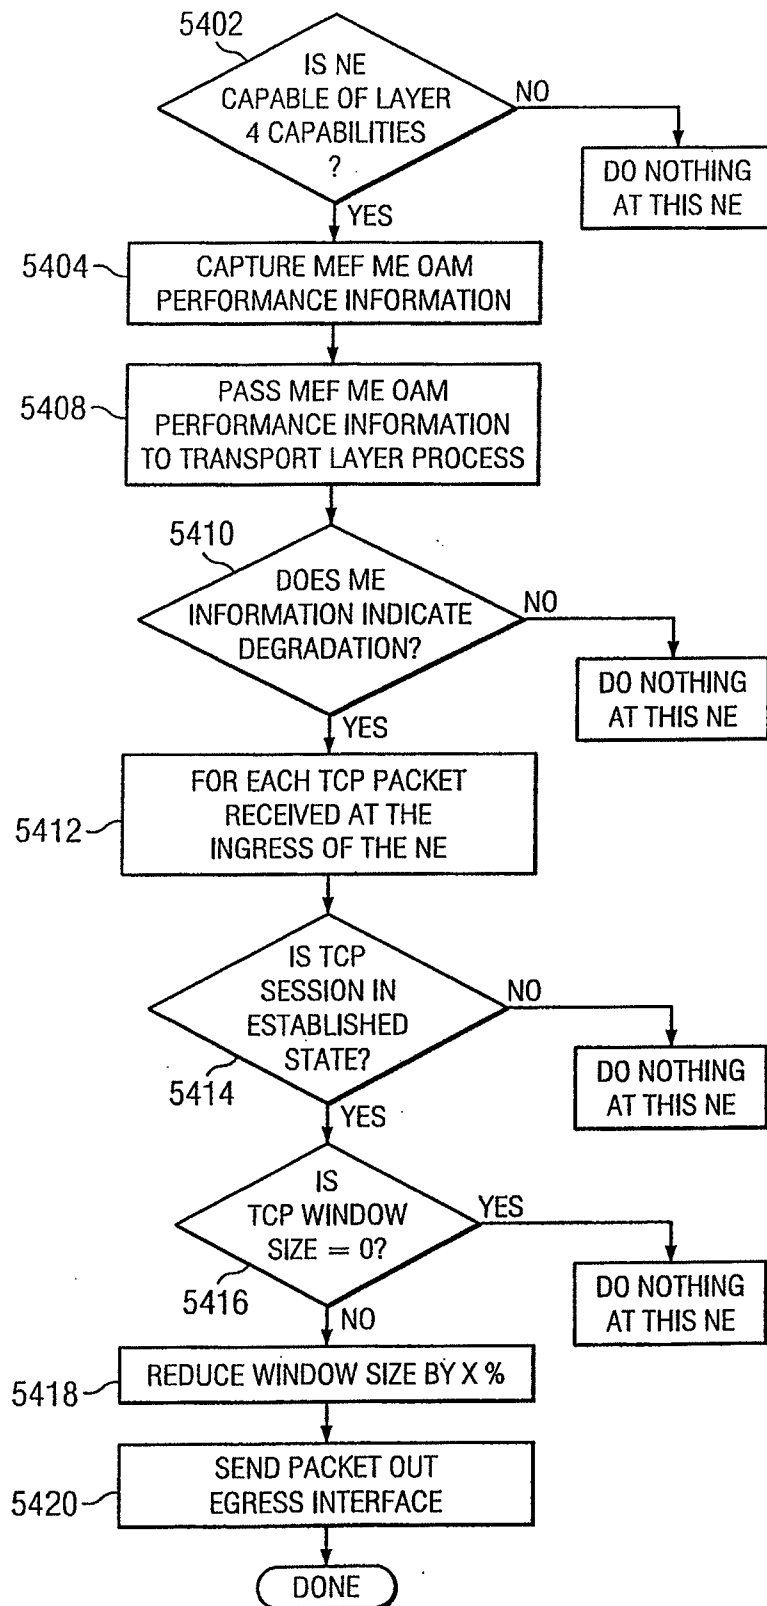 5402
IS NE
CAPABLE OF LAYER
4 CAPABILITIES
?
NO
DO NOTHING
AT THIS NE
YES
5404
CAPTURE MEF ME OAM
PERFORMANCE INFORMATION
5408
PASS MEF ME OAM
PERFORMANCE INFORMATION
TO TRANSPORT LAYER PROCESS
5410
DOES ME
INFORMATION INDICATE
DEGRADATION?
NO
DO NOTHING
AT THIS NE
YES
5412
FOR EACH TCP PACKET
RECEIVED AT THE
INGRESS OF THE NE
IS TCP
SESSION IN
ESTABLISHED
STATE?
5414
NO
DO NOTHING
AT THIS NE
YES
IS
TCP WINDOW
SIZE = 0?
5416
YES
DO NOTHING
AT THIS NE
NO
5418
REDUCE WINDOW SIZE BY X %
5420
SEND PACKET OUT
EGRESS INTERFACE
DONE